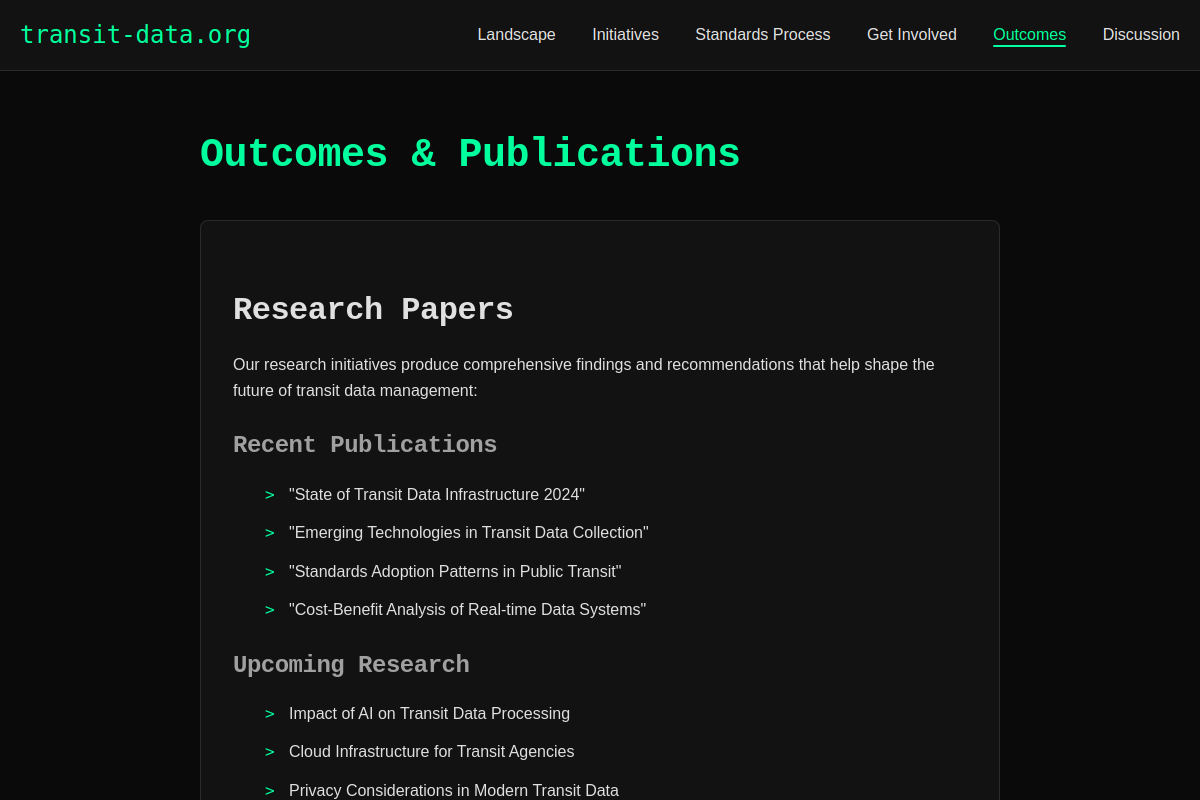 transit-data.org
Landscape
Initiatives
Standards Process
Get Involved
Outcomes
Discussion
Outcomes & Publications
Research Papers
Our research initiatives produce comprehensive findings and recommendations that help shape the
future of transit data management:
Recent Publications
> "State of Transit Data Infrastructure 2024"
> "Emerging Technologies in Transit Data Collection"
> "Standards Adoption Patterns in Public Transit"
> "Cost-Benefit Analysis of Real-time Data Systems"
Upcoming Research
> Impact of AI on Transit Data Processing
> Cloud Infrastructure for Transit Agencies
> Privacy Considerations in Modern Transit Data